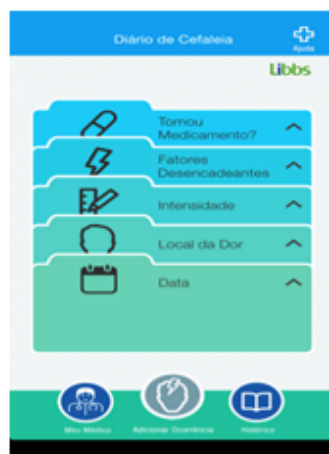 Diário de Cefaleia
Ajuda
Libbs
Tomou
Medicamento?
Fatores
Desencadeantes
Intensidade
Local da Dor
Data
Meu Médico
Adicionar Ocorrência
Histórico